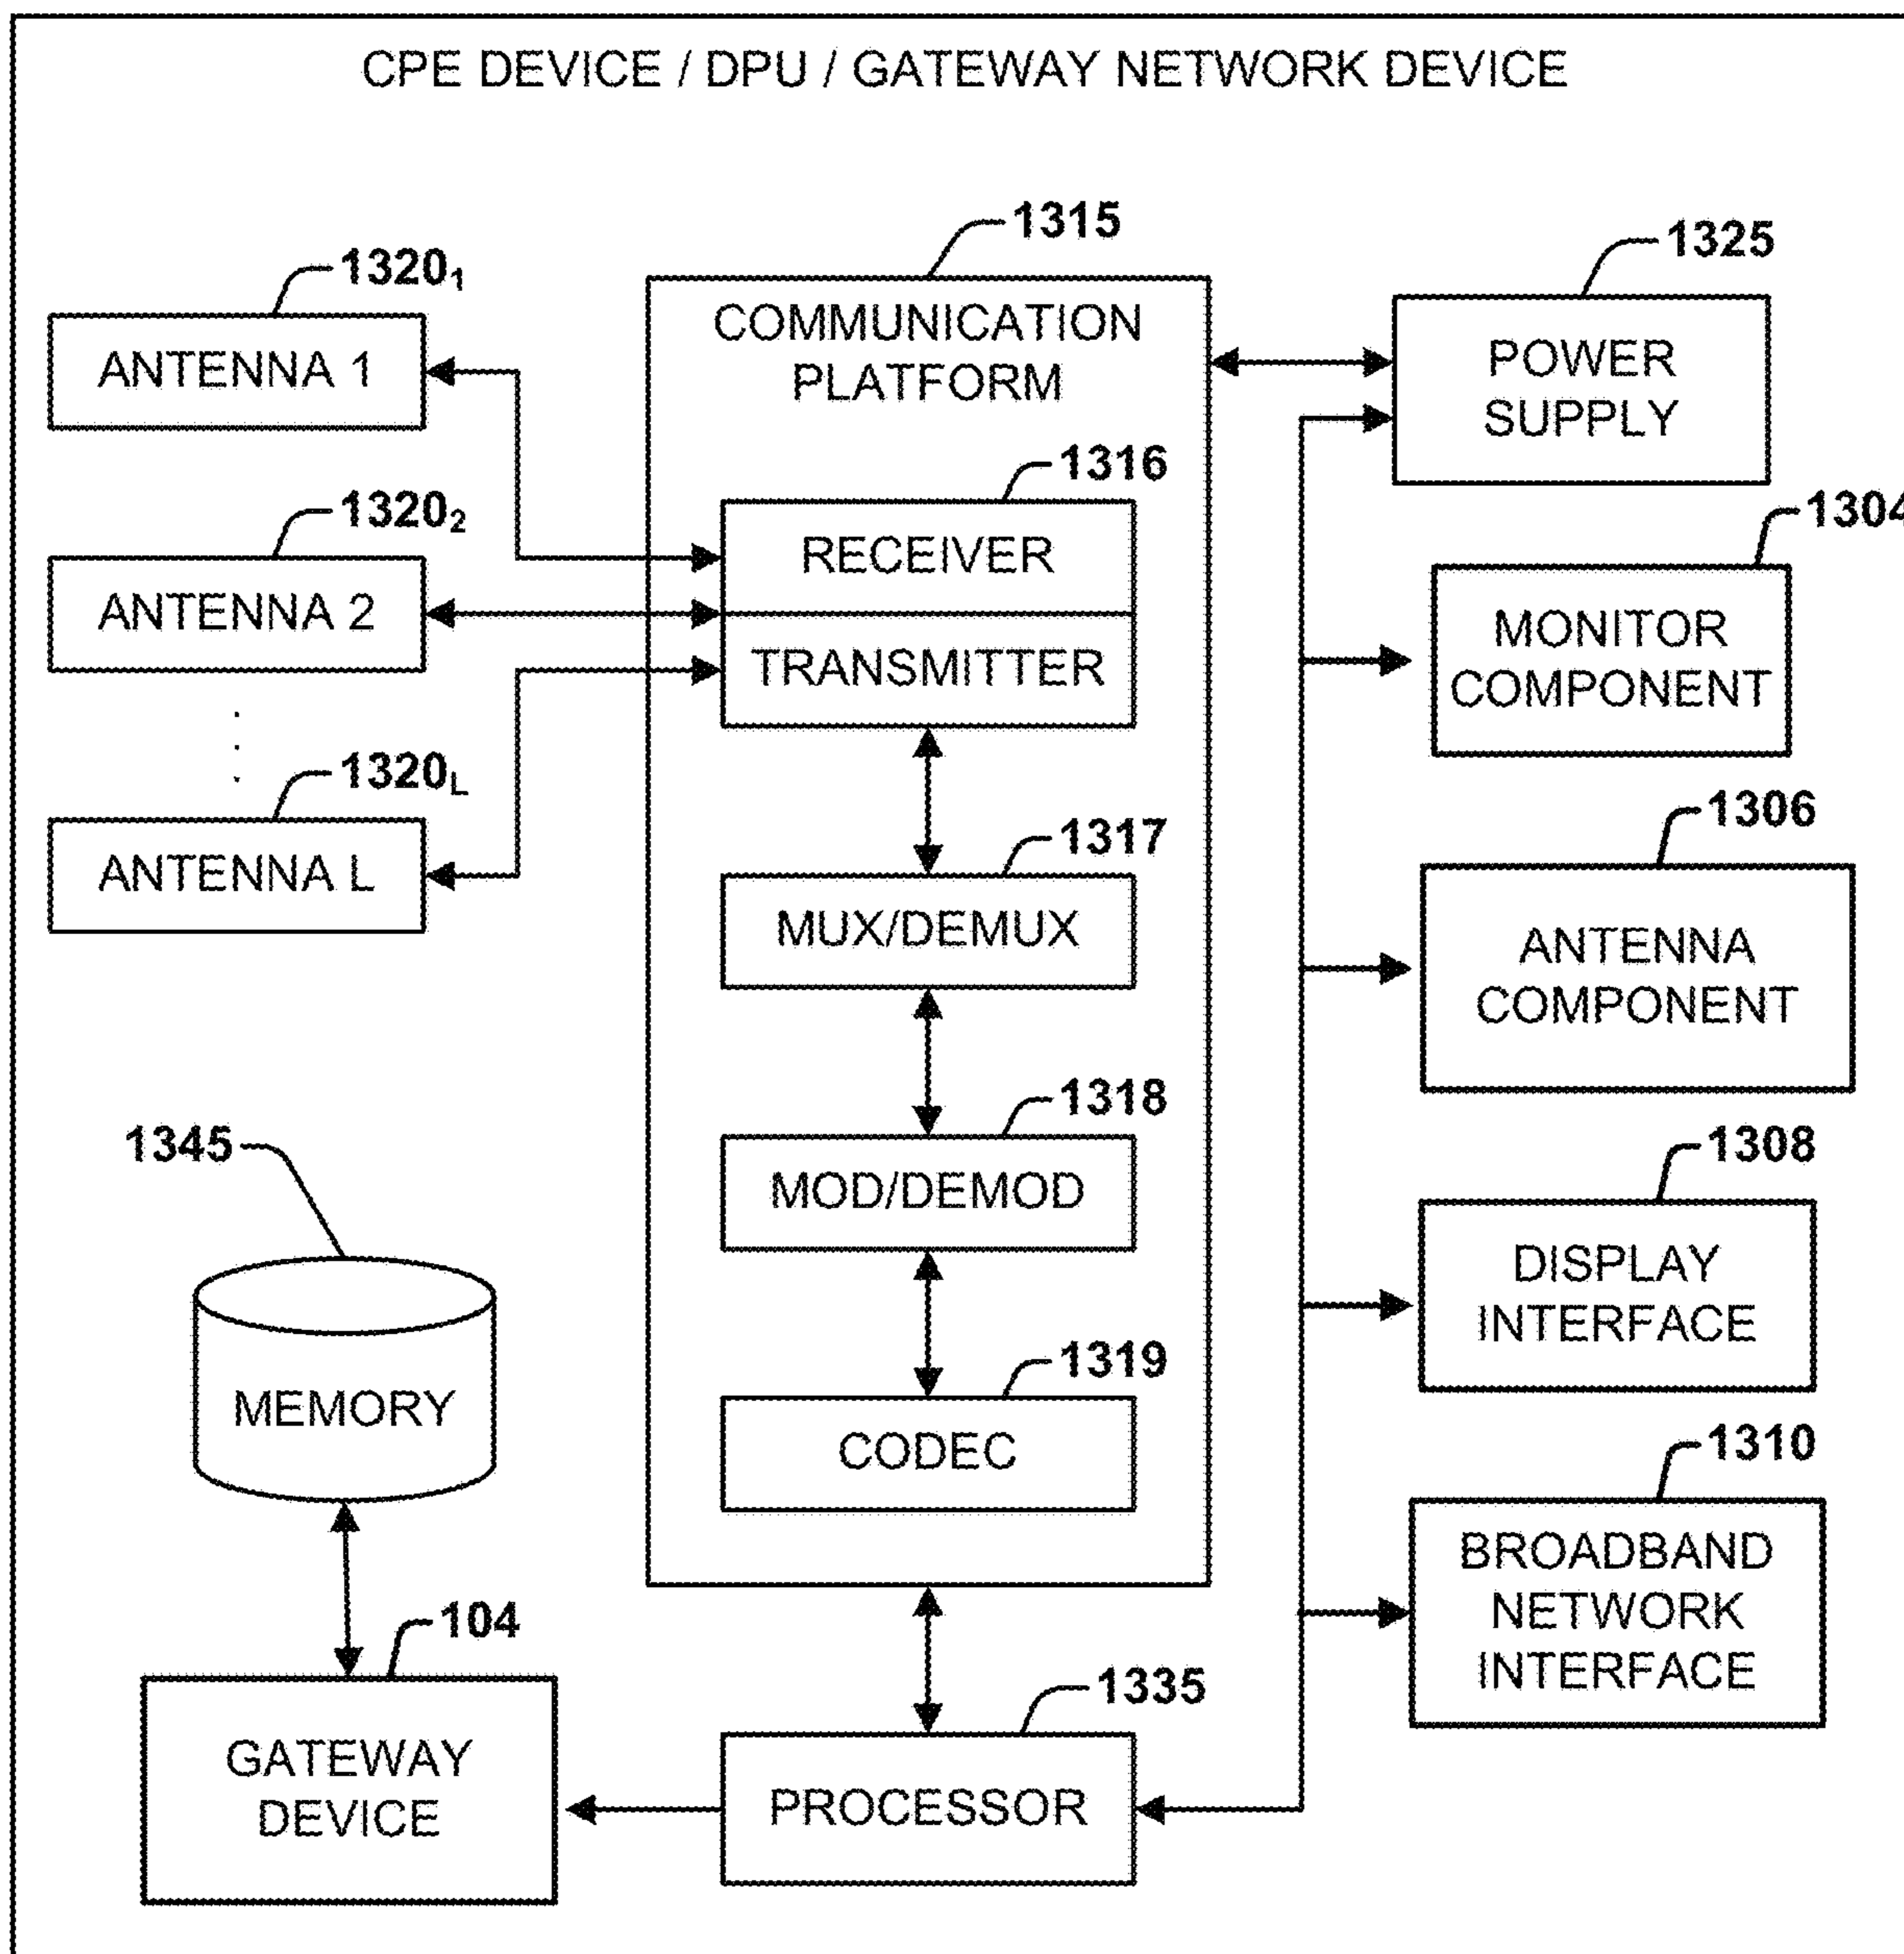 CPE DEVICE / DPU / GATEWAY NETWORK DEVICE
1315
1325
1320₁
ANTENNA 1
COMMUNICATION
PLATFORM
POWER
SUPPLY
1316
1304
1320₂
RECEIVER
ANTENNA 2
TRANSMITTER
MONITOR
COMPONENT
1320L
1306
ANTENNA L
1317
MUX/DEMUX
ANTENNA
COMPONENT
1318
1345
1308
MOD/DEMOD
DISPLAY
INTERFACE
1319
MEMORY
CODEC
1310
BROADBAND
NETWORK
INTERFACE
104
1335
GATEWAY
DEVICE
PROCESSOR